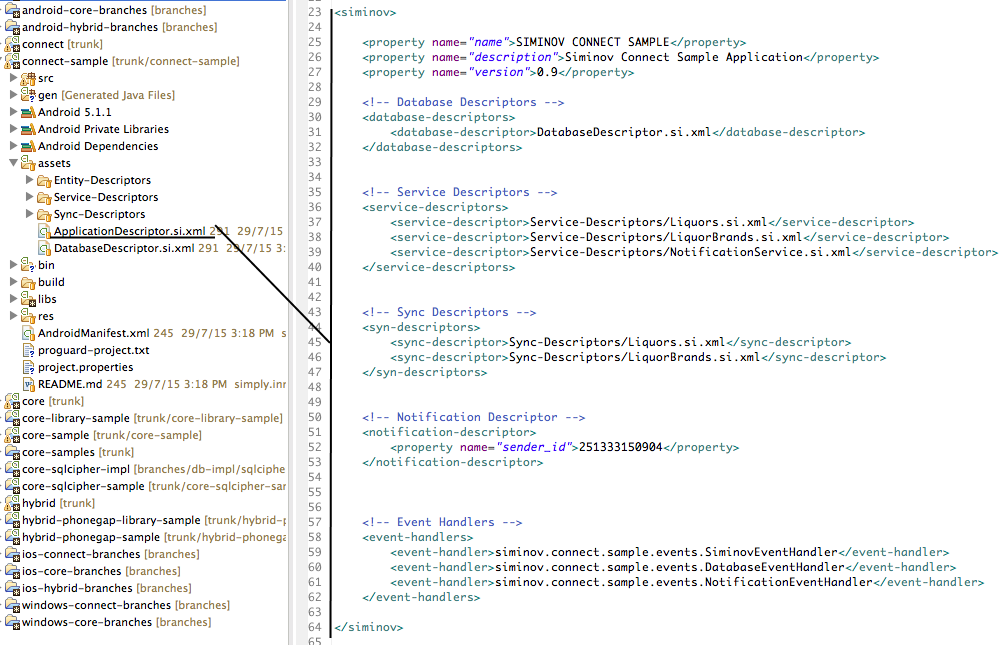 android-core-branches [branches]
android-hybrid-branches [branches]
connect [trunk]
connect-sample [trunk/connect-sample]
src
gen [Generated Java Files]
Android 5.1.1
Android Private Libraries
Android Dependencies
assets
Entity-Descriptors
Service-Descriptors
Sync-Descriptors
ApplicationDescriptor.si.xml 291 29/7/15
DatabaseDescriptor.si.xml 291 29/7/15 3:
bin
build
libs
res
AndroidManifest.xml 245 29/7/15 3:18 PM s
proguard-project.txt
project.properties
README.md 245 29/7/15 3:18 PM simply.inr
core [trunk]
core-library-sample [trunk/core-library-sample]
core-sample [trunk/core-sample]
core-samples [trunk]
core-sqlcipher-impl [branches/db-impl/sqlciphe
core-sqlcipher-sample [trunk/core-sqlcipher-sar
hybrid [trunk]
hybrid-phonegap-library-sample [trunk/hybrid-p
hybrid-phonegap-sample [trunk/hybrid-phonega
ios-connect-branches [branches]
ios-core-branches [branches]
ios-hybrid-branches [branches]
windows-connect-branches [branches]
windows-core-branches [branches]
23 <siminov>
24
25 <property name="name">SIMINOV CONNECT SAMPLE</property>
26 <property name="description">Siminov Connect Sample Application</property>
27 <property name="version">0.9</property>
28
29 <!-- Database Descriptors -->
30 <database-descriptors>
31 <database-descriptor>DatabaseDescriptor.si.xml</database-descriptor>
32 </database-descriptors>
33
34
35 <!-- Service Descriptors -->
36 <service-descriptors>
37 <service-descriptor>Service-Descriptors/Liquors.si.xml</service-descriptor>
38 <service-descriptor>Service-Descriptors/LiquorBrands.si.xml</service-descriptor>
39 <service-descriptor>Service-Descriptors/NotificationService.si.xml</service-descriptor>
40 </service-descriptors>
41
42
43 <!-- Sync Descriptors -->
44 <syn-descriptors>
45 <sync-descriptor>Sync-Descriptors/Liquors.si.xml</sync-descriptor>
46 <sync-descriptor>Sync-Descriptors/LiquorBrands.si.xml</sync-descriptor>
47 </syn-descriptors>
48
49
50 <!-- Notification Descriptor -->
51 <notification-descriptor>
52 <property name="sender_id">251333150904</property>
53 </notification-descriptor>
54
55
56
57 <!-- Event Handlers -->
58 <event-handlers>
59 <event-handler>siminov.connect.sample.events.SiminovEventHandler</event-handler>
60 <event-handler>siminov.connect.sample.events.DatabaseEventHandler</event-handler>
61 <event-handler>siminov.connect.sample.events.NotificationEventHandler</event-handler>
62 </event-handlers>
63
64 </siminov>
65